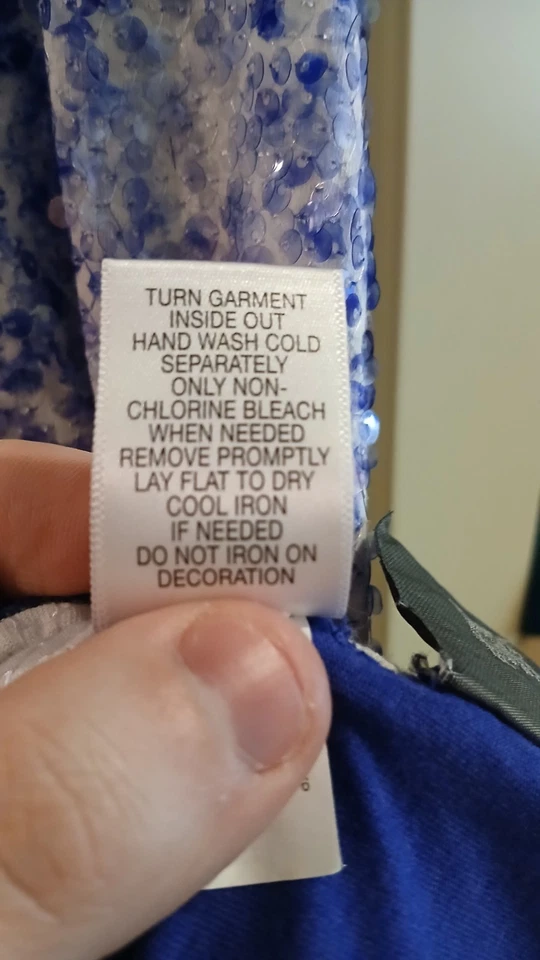 TURN GARMENT
INSIDE OUT
HAND WASH COLD
SEPARATELY
ONLY NON-
CHLORINE BLEACH
WHEN NEEDED
REMOVE PROMPTLY
LAY FLAT TO DRY
COOL IRON
IF NEEDED
DO NOT IRON ON
DECORATION